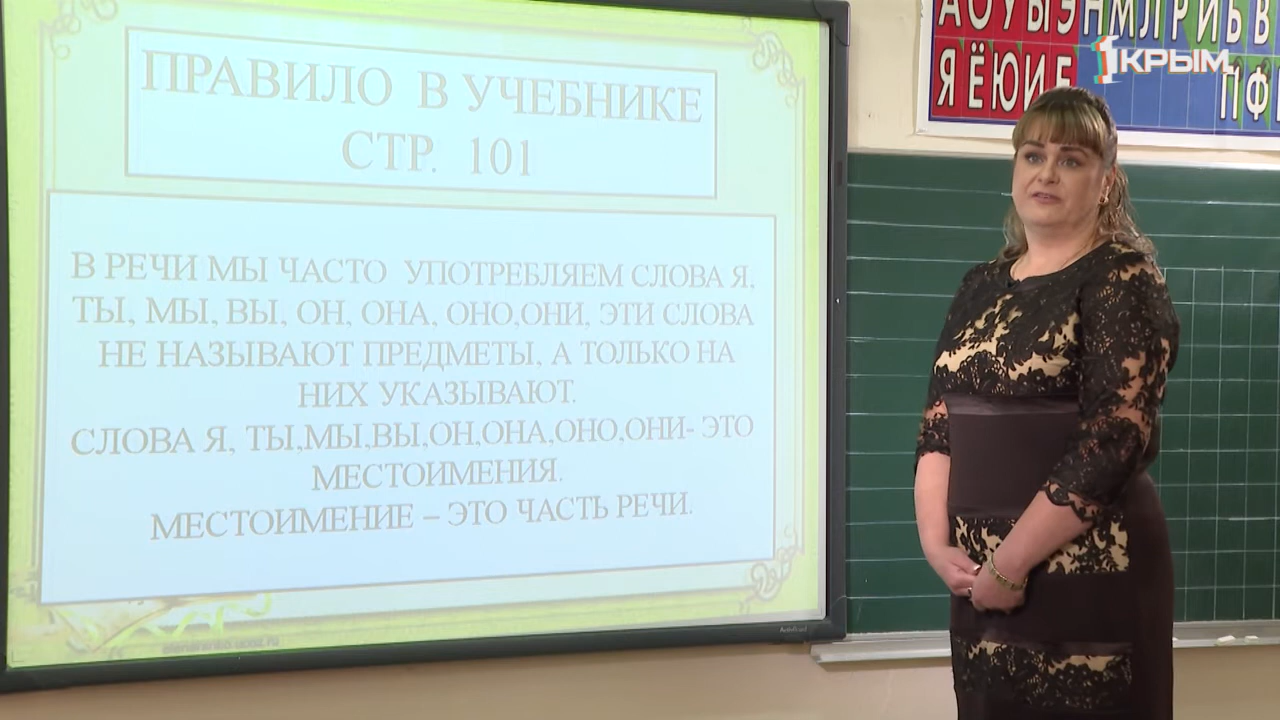 ПРАВИЛО В УЧЕБНИКЕ
СТР. 101
В РЕЧИ МЫ ЧАСТО УПОТРЕБЛЯЕМ СЛОВА Я,
ТЫ, МЫ, ВЫ, ОН, ОНА, ОНО,ОНИ, ЭТИ СЛОВА
НЕ НАЗЫВАЮТ ПРЕДМЕТЫ, А ТОЛЬКО НА
НИХ УКАЗЫВАЮТ.
СЛОВА Я, ТЫ,МЫ,ВЫ,ОН,ОНА,ОНО,ОНИ- ЭТО
МЕСТОИМЕНИЯ.
МЕСТОИМЕНИЕ – ЭТО ЧАСТЬ РЕЧИ.
АОУЫЭНМЛРИЬВ
ЯЁЮИЕ ПФ
1КРЫМ